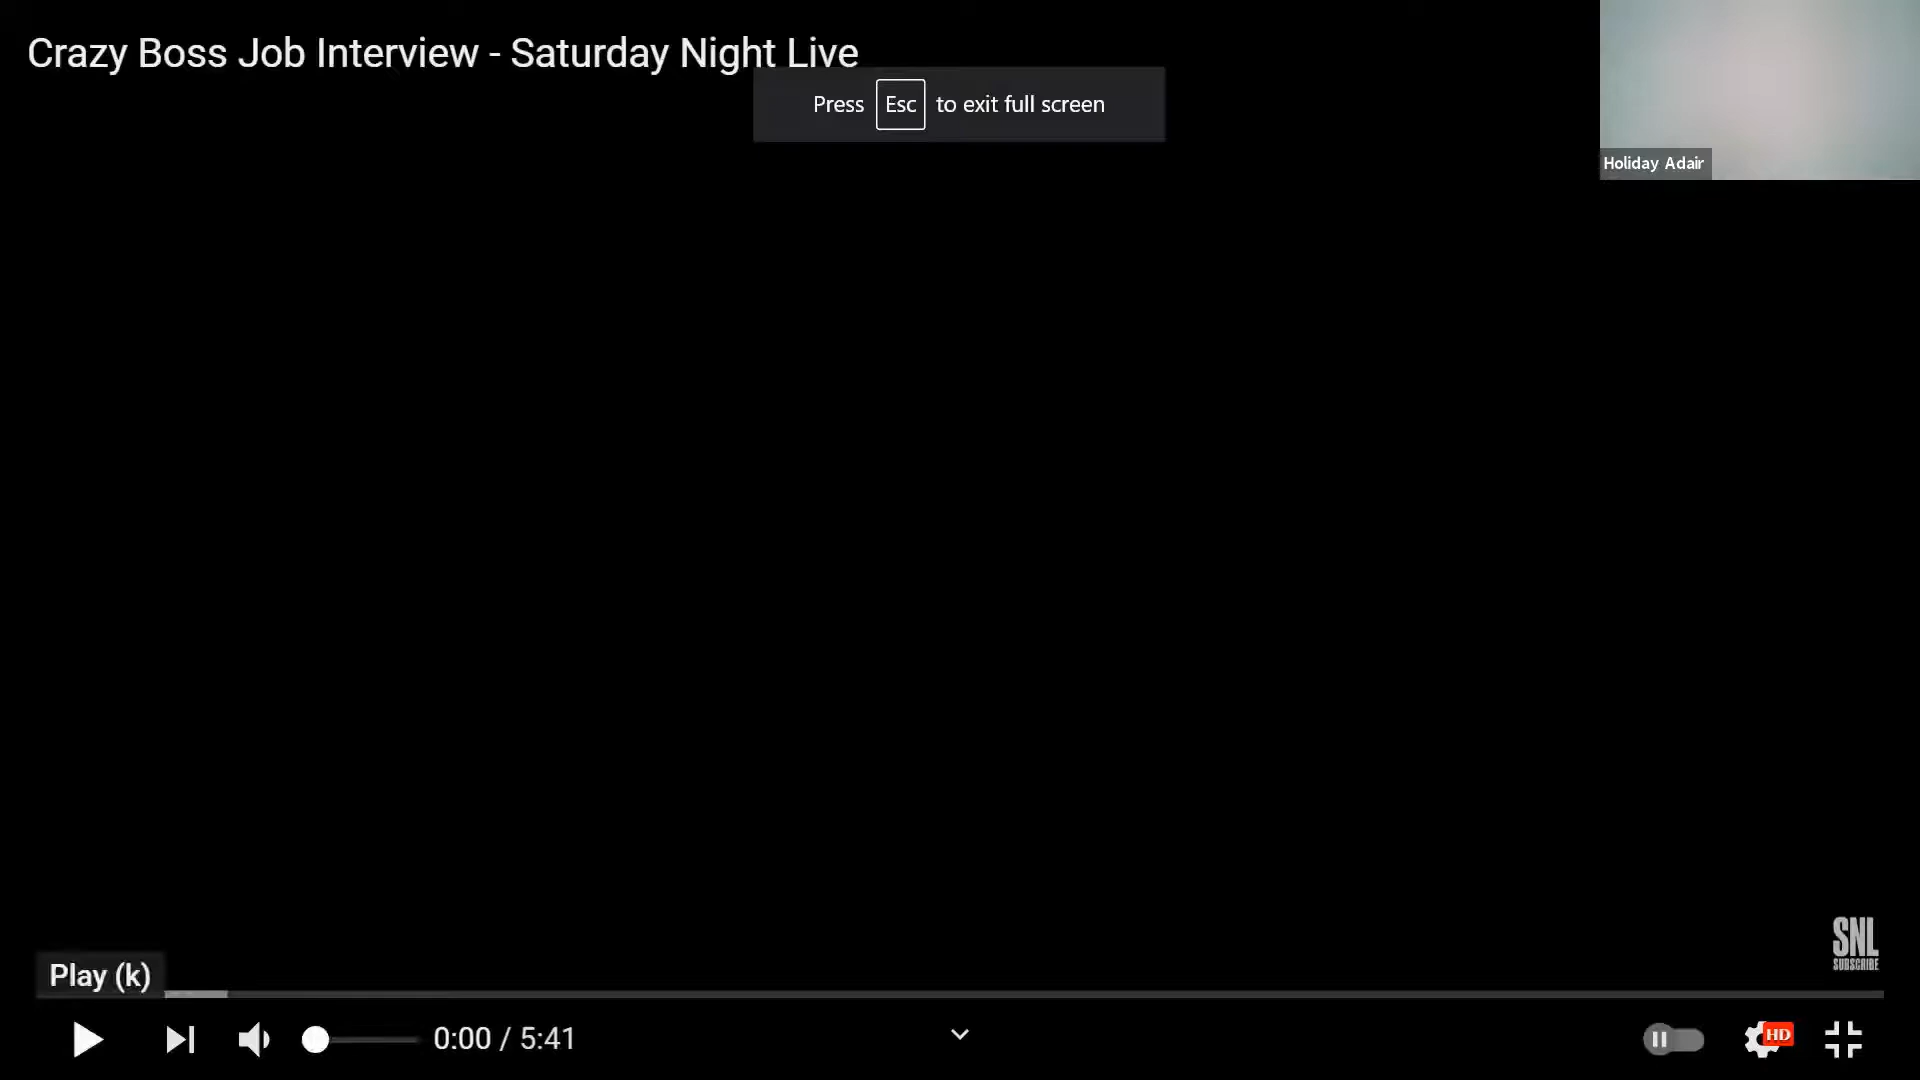 Crazy Boss Job Interview - Saturday Night Live
Press Esc to exit full screen
Holiday Adair
SNL
SUBSCRIBE
Play (k)
0:00 / 5:41
HD